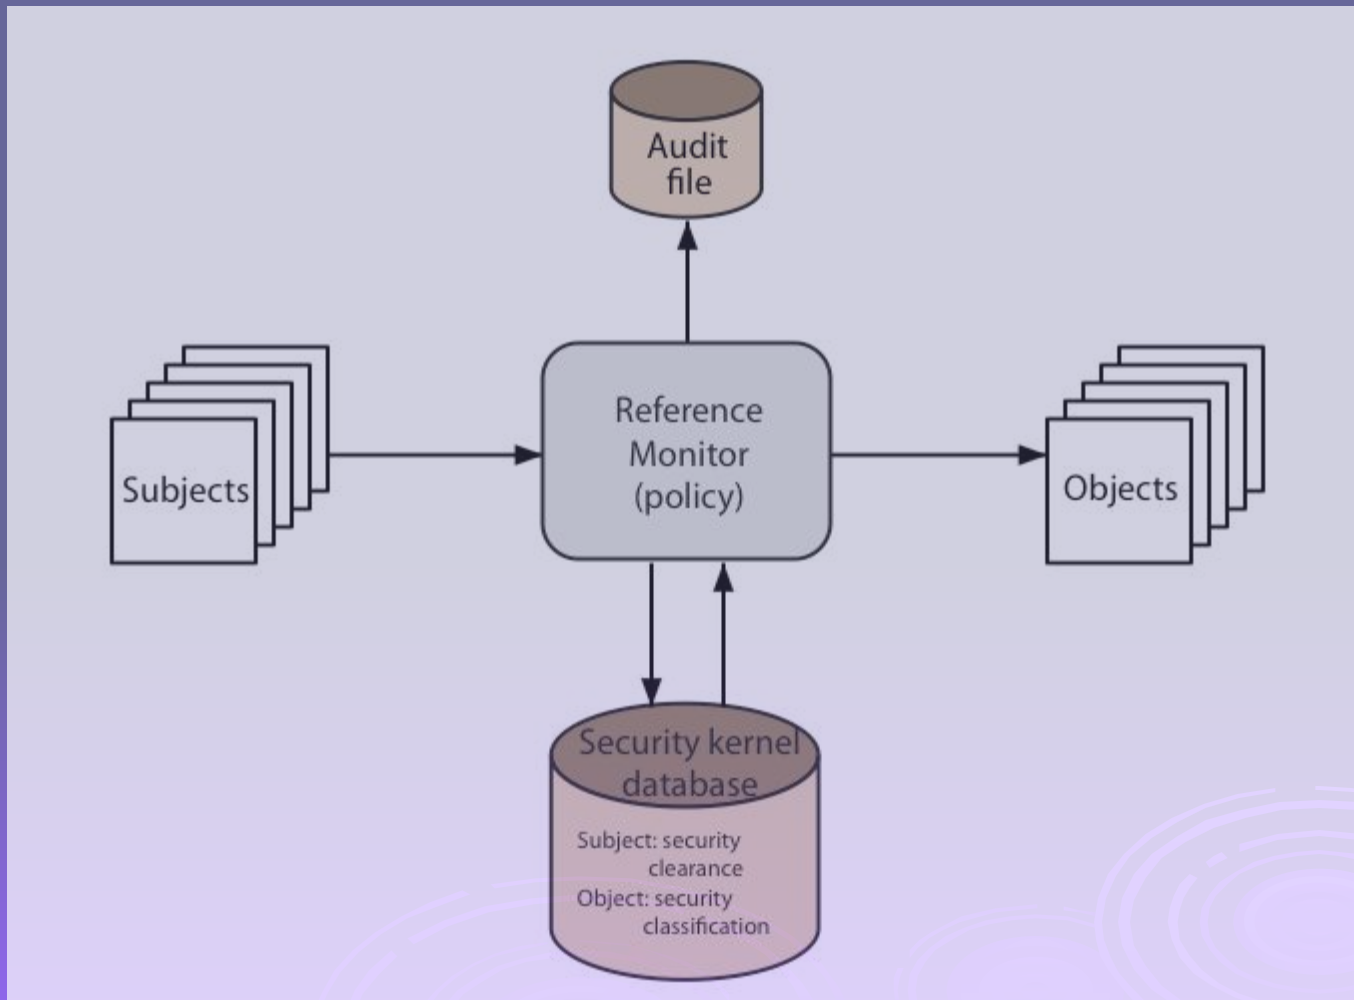 Audit
file
Reference
Monitor
(policy)
Subjects
Objects
Security kernel
database
Subject: security
clearance
Object: security
classification